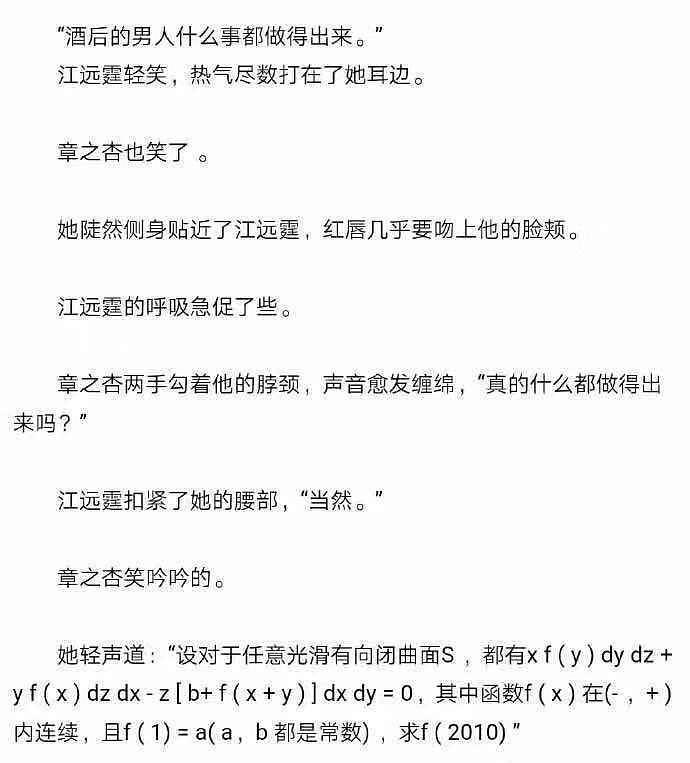 “酒后的男人什么事都做得出来。”
江远霆轻笑，热气尽数打在了她耳边。
章之杏也笑了 。
她陡然侧身贴近了江远霆，红唇几乎要吻上他的脸颊。
江远霆的呼吸急促了些。
章之杏两手勾着他的脖颈，声音愈发缠绵，“真的什么都做得出
来吗？”
江远霆扣紧了她的腰部，“当然。”
章之杏笑吟吟的。
她轻声道：“设对于任意光滑有向闭曲面S ，都有x f ( y ) dy dz +
y f ( x ) dz dx - z [ b+ f ( x + y ) ] dx dy = 0，其中函数f ( x ) 在(- ，+ )
内连续，且f ( 1) = a( a，b 都是常数) ，求f ( 2010) ”